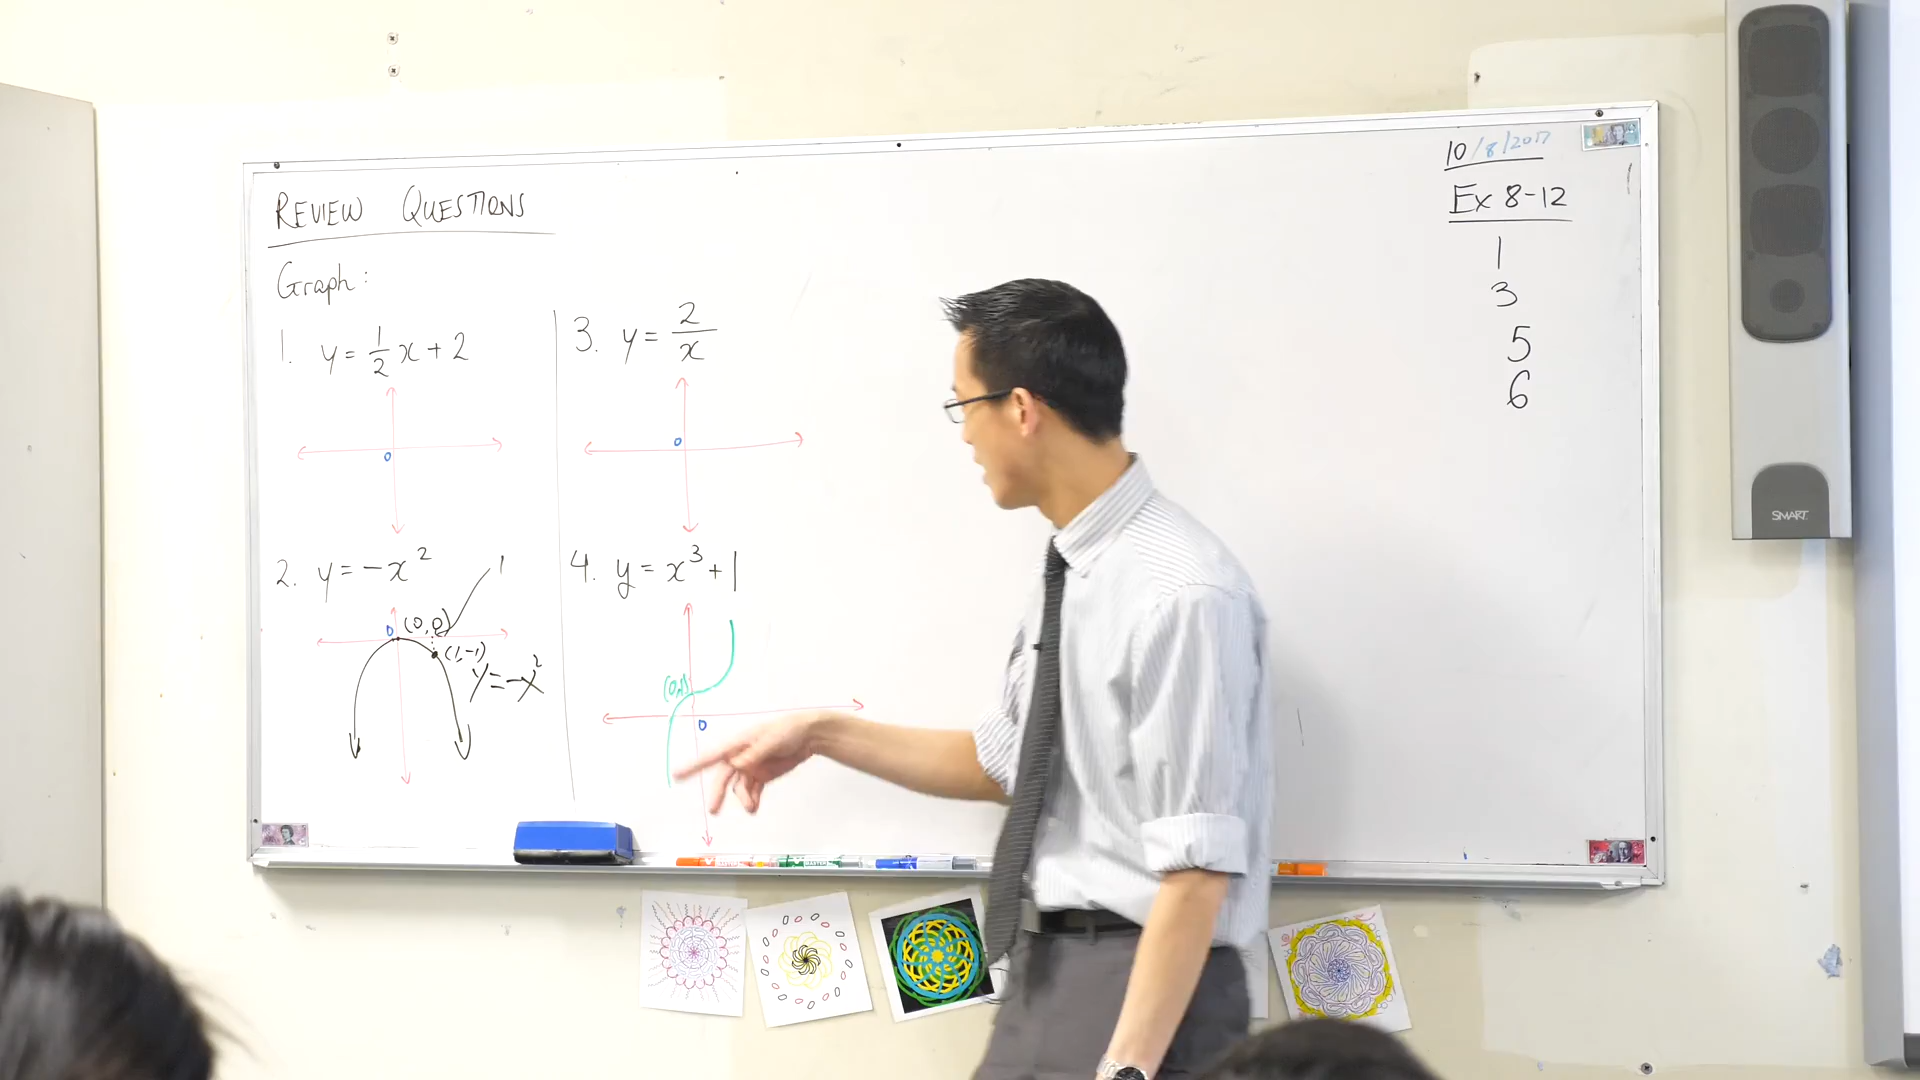 REVIEW QUESTIONS
Graph:
1. y = 1/2 x + 2
0
2. y = -x²
1
0 (0, 0)
(1, -1)
y = -x²
3. y = 2/x
0
4. y = x³ + 1
(0,1)
0
10/8/2017
Ex 8-12
1
3
5
6
SMART